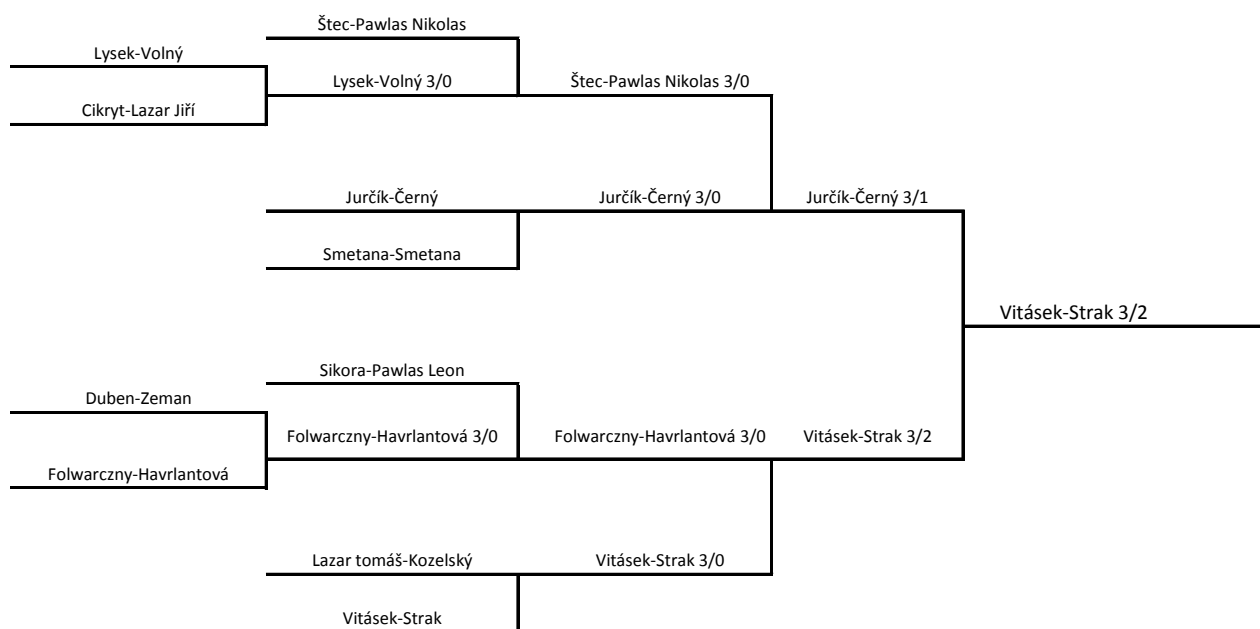 Štec-Pawlas Nikolas
Lysek-Volný
Lysek-Volný 3/0
Štec-Pawlas Nikolas 3/0
Cikryt-Lazar Jiří
Jurčík-Černý
Jurčík-Černý 3/0
Jurčík-Černý 3/1
Smetana-Smetana
Vitásek-Strak 3/2
Sikora-Pawlas Leon
Duben-Zeman
Folwarczny-Havrlantová 3/0
Folwarczny-Havrlantová 3/0
Vitásek-Strak 3/2
Folwarczny-Havrlantová
Lazar tomáš-Kozelský
Vitásek-Strak 3/0
Vitásek-Strak